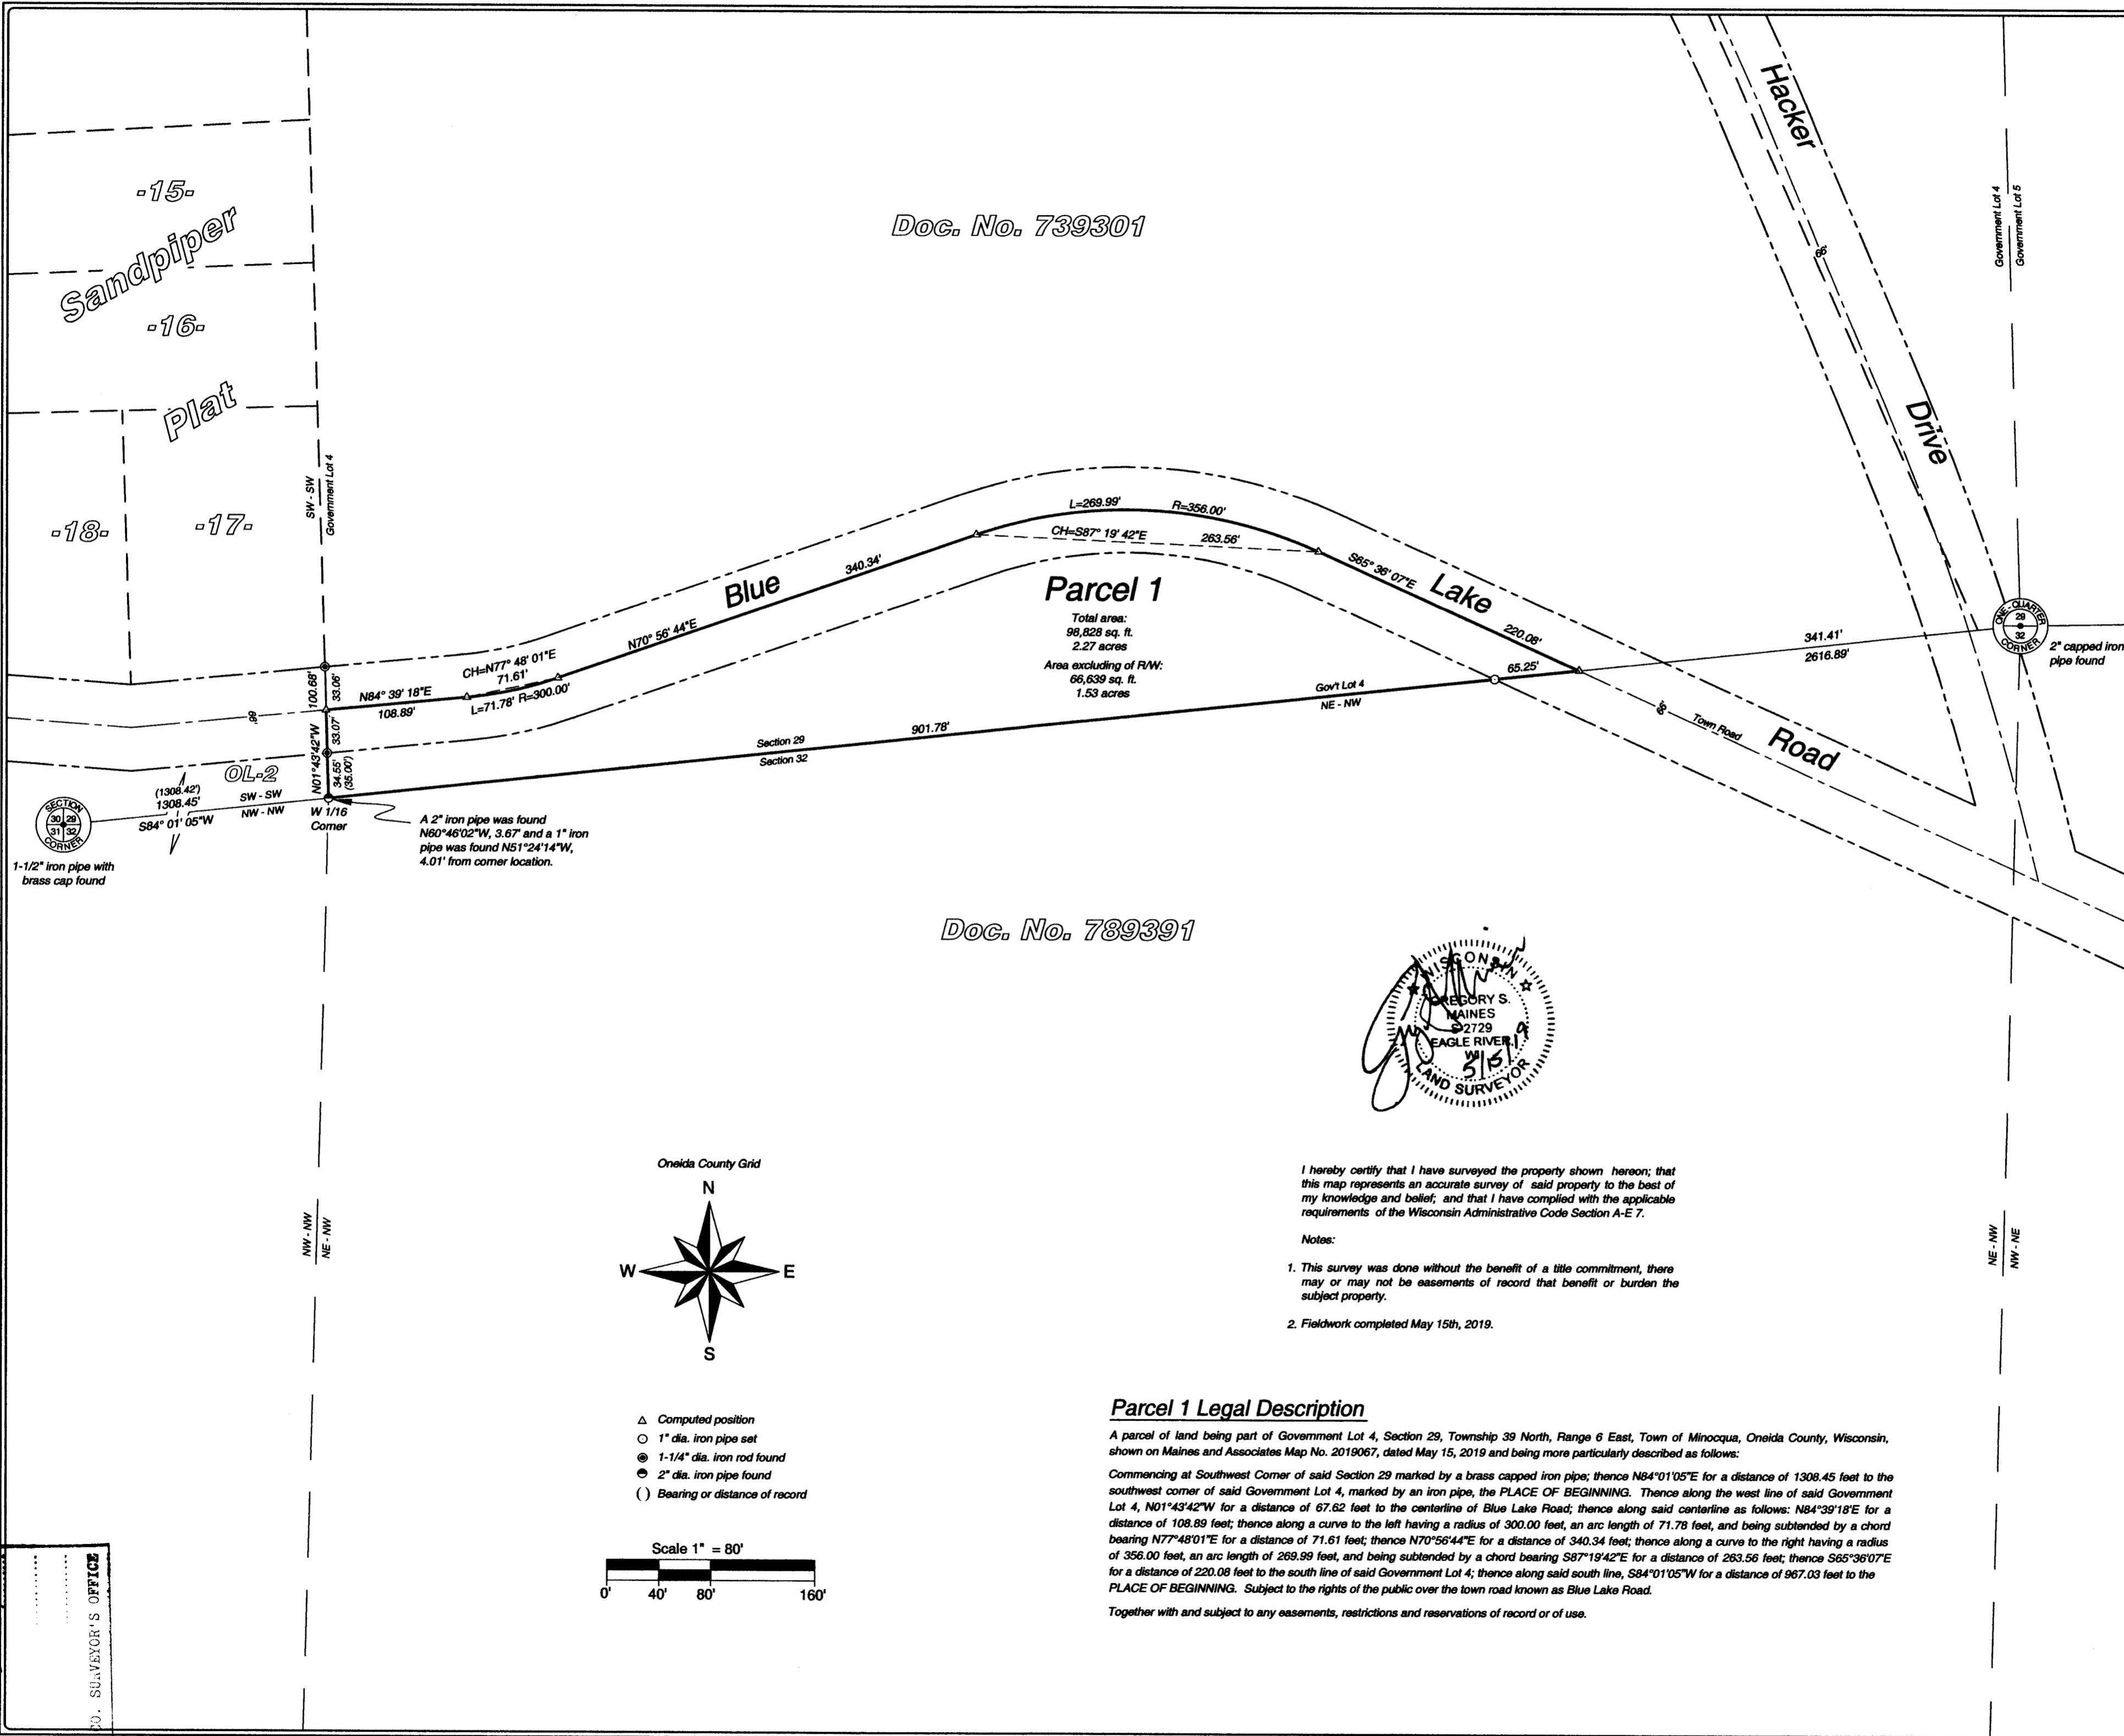 Hacker
Drive
66'
Government Lot 4
Government Lot 5
-15-
Sandpiper
-16-
Plat
-18-
-17-
SW - SW
Government Lot 4
Doc. No. 739301
L=269.99'
R=356.00'
CH=S87° 19' 42"E
263.56'
S65° 36' 07"E
220.08'
Blue
Lake
Road
340.34'
N70° 56' 44"E
Parcel 1
Total area:
98,828 sq. ft.
2.27 acres
Area excluding of R/W:
66,639 sq. ft.
1.53 acres
CH=N77° 48' 01"E
71.61'
L=71.78' R=300.00'
N84° 39' 18"E
108.89'
100.68'
33.06'
33.07'
N01°43'42"W
34.55'
(35.00')
66'
OL-2
(1308.42')
1308.45'
S84° 01' 05"W
SW - SW
NW - NW
W 1/16
Corner
SECTION
30 29
31 32
CORNER
1-1/2" iron pipe with
brass cap found
A 2" iron pipe was found
N60°46'02"W, 3.67' and a 1" iron
pipe was found N51°24'14"W,
4.01' from corner location.
Section 29
Section 32
901.78'
Gov't Lot 4
NE - NW
65.25'
66'
Town Road
341.41'
2616.89'
ONE-QUARTER
29
32
CORNER
2" capped iron
pipe found
Doc. No. 789391
WISCONSIN
GREGORY S.
MAINES
S-2729
EAGLE RIVER,
WI
LAND SURVEYOR
5/15/19
NW - NW
NE - NW
NE - NW
NW - NE
Oneida County Grid
N
W
E
S
Computed position
1" dia. iron pipe set
1-1/4" dia. iron rod found
2" dia. iron pipe found
( ) Bearing or distance of record
Scale 1" = 80'
0' 40' 80' 160'
I hereby certify that I have surveyed the property shown hereon; that
this map represents an accurate survey of said property to the best of
my knowledge and belief; and that I have complied with the applicable
requirements of the Wisconsin Administrative Code Section A-E 7.
Notes:
1. This survey was done without the benefit of a title commitment, there
may or may not be easements of record that benefit or burden the
subject property.
2. Fieldwork completed May 15th, 2019.
Parcel 1 Legal Description
A parcel of land being part of Government Lot 4, Section 29, Township 39 North, Range 6 East, Town of Minocqua, Oneida County, Wisconsin,
shown on Maines and Associates Map No. 2019067, dated May 15, 2019 and being more particularly described as follows:
Commencing at Southwest Corner of said Section 29 marked by a brass capped iron pipe; thence N84°01'05"E for a distance of 1308.45 feet to the
southwest corner of said Government Lot 4, marked by an iron pipe, the PLACE OF BEGINNING. Thence along the west line of said Government
Lot 4, N01°43'42"W for a distance of 67.62 feet to the centerline of Blue Lake Road; thence along said centerline as follows: N84°39'18'E for a
distance of 108.89 feet; thence along a curve to the left having a radius of 300.00 feet, an arc length of 71.78 feet, and being subtended by a chord
bearing N77°48'01"E for a distance of 71.61 feet; thence N70°56'44"E for a distance of 340.34 feet; thence along a curve to the right having a radius
of 356.00 feet, an arc length of 269.99 feet, and being subtended by a chord bearing S87°19'42"E for a distance of 263.56 feet; thence S65°36'07'E
for a distance of 220.08 feet to the south line of said Government Lot 4; thence along said south line, S84°01'05"W for a distance of 967.03 feet to the
PLACE OF BEGINNING. Subject to the rights of the public over the town road known as Blue Lake Road.
Together with and subject to any easements, restrictions and reservations of record or of use.
CO. SURVEYOR'S OFFICE